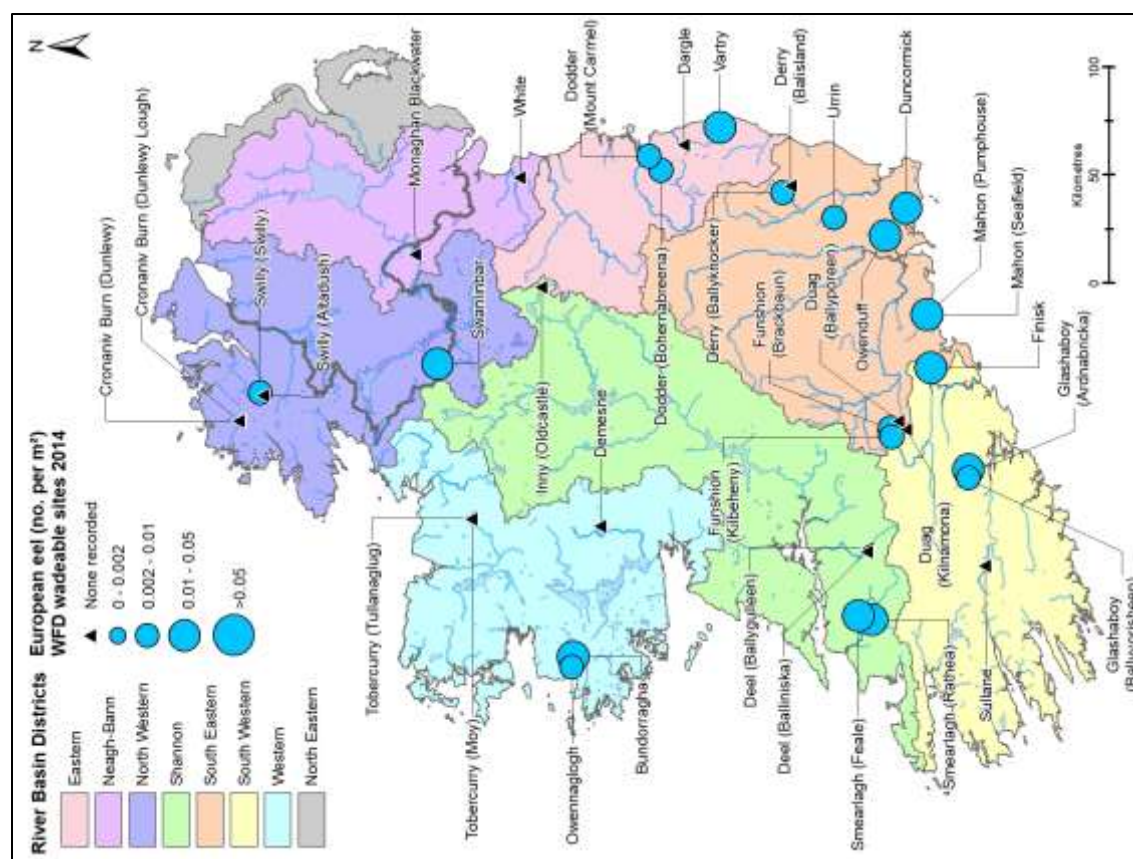 River Basin Districts
Eastern
Neagh-Bann
North Western
Shannon
South Eastern
South Western
Western
North Eastern
European eel (no. per m²)
WFD wadeable sites 2014
None recorded
0 - 0.002
0.002 - 0.01
0.01 - 0.05
>0.05
N
Cronaniv Burn (Dunlewy)
Cronaniv Burn (Dunlewy Lough)
Swilly (Swilly)
Swilly (Aradush)
Monaghan Blackwater
Swanlinbar
White
Tobercurry (Tullanaglug)
Tobercurry (Moy)
Inny (Oldcastle)
Demesne
Owennaglogh
Bundorragha
Dodder
(Mount Carmel)
Dargle
Vartry
Dodder (Bohernabreena)
Derry
(Balisland)
Derry (Ballyknocker)
Urrin
Duncormick
Funshion
(Brackbaun)
Duag
(Ballyporeen)
Owenduff
Mahon (Pumphouse)
Mahon (Seafield)
Finisk
Funshion
(Kilbeheny)
Duag
(Kilnamona)
Glashaboy
(Ardnabricka)
Deel (Ballygulleen)
Deel (Balliniska)
Smearlagh (Feale)
Smearlagh (Rathea)
Sullane
Glashaboy
0
50
100
Kilometres